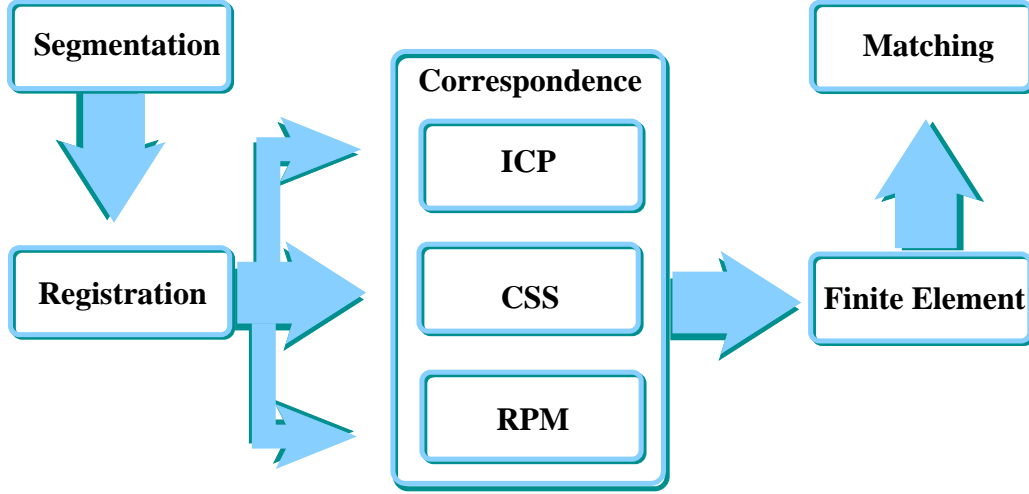 Segmentation
Registration
Correspondence
ICP
CSS
RPM
Finite Element
Matching